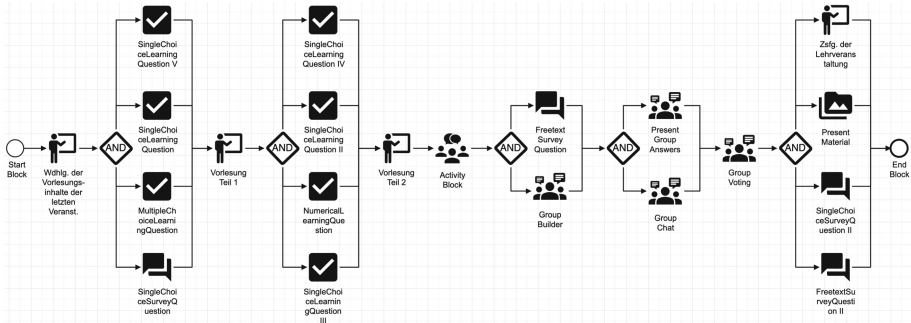 Start
Block
Wdhlg. der
Vorlesungs-
inhalte der
letzten
Veranst.
AND
SingleChoi
ceLearning
Question V
SingleChoi
ceLearning
Question
MultipleCh
oiceLearni
ngQuestion
SingleChoi
ceSurveyQ
uestion
Vorlesung
Teil 1
AND
SingleChoi
ceLearning
Question IV
SingleChoi
ceLearning
Question II
NumericalL
earningQue
stion
SingleChoi
ceLearnin
gQuestion
III
Vorlesung
Teil 2
Activity
Block
AND
Freetext
Survey
Question
Group
Builder
AND
Present
Group
Answers
Group
Chat
Group
Voting
AND
Zsfg. der
Lehrveran
staltung
Present
Material
SingleChoi
ceSurveyQ
uestion II
FreetextSu
rveyQuesti
on II
End
Block